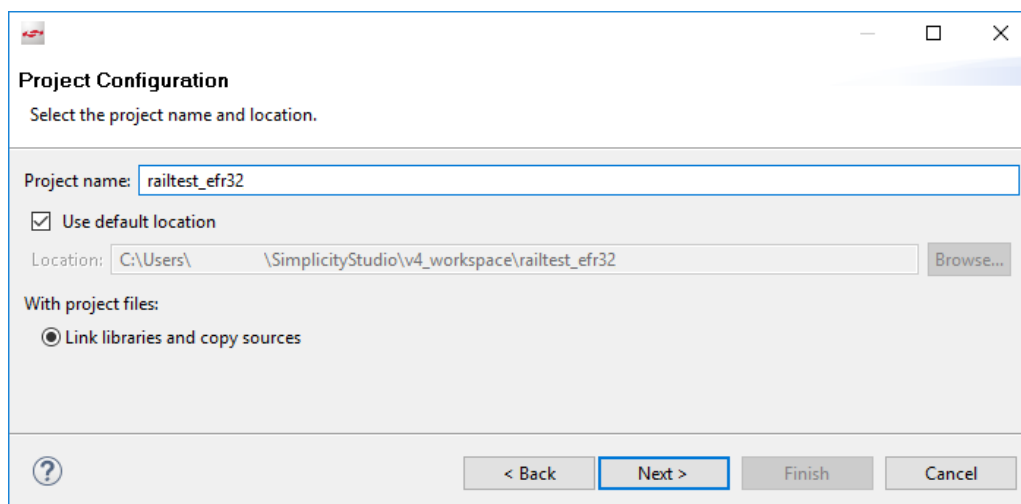 Project Configuration
Select the project name and location.
Project name: railtest_efr32
Use default location
Location: C:\Users\ \SimplicityStudio\v4_workspace\railtest_efr32 Browse...
With project files:
Link libraries and copy sources
? < Back Next > Finish Cancel